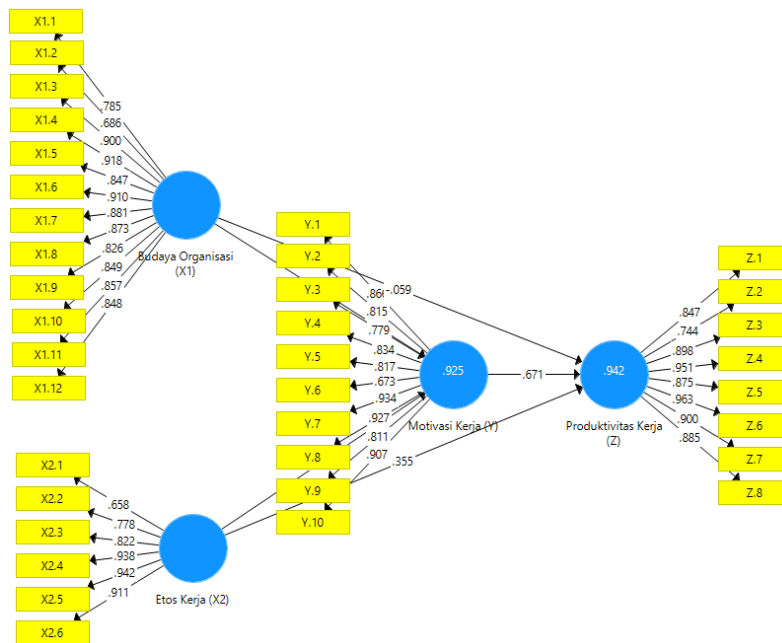 X1.1
X1.2
X1.3
X1.4
X1.5
X1.6
X1.7
X1.8
X1.9
X1.10
X1.11
X1.12
.785
.686
.900
.918
.847
.910
.881
.873
.826
.849
.857
.848
Budaya Organisasi
(X1)
X2.1
X2.2
X2.3
X2.4
X2.5
X2.6
.658
.778
.822
.938
.942
.911
Etos Kerja (X2)
Y.1
Y.2
Y.3
Y.4
Y.5
Y.6
Y.7
Y.8
Y.9
Y.10
.815
.779
.834
.817
.673
.934
.927
.811
.907
.925
Motivasi Kerja (Y)
-.059
.671
.355
.942
Produktivitas Kerja
(Z)
.847
.744
.898
.951
.875
.963
.900
.885
Z.1
Z.2
Z.3
Z.4
Z.5
Z.6
Z.7
Z.8